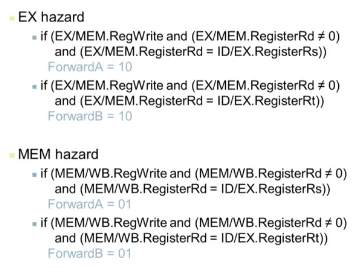 EX hazard
if (EX/MEM.RegWrite and (EX/MEM.RegisterRd ≠ 0)
and (EX/MEM.RegisterRd = ID/EX.RegisterRs))
ForwardA = 10
if (EX/MEM.RegWrite and (EX/MEM.RegisterRd ≠ 0)
and (EX/MEM.RegisterRd = ID/EX.RegisterRt))
ForwardB = 10
MEM hazard
if (MEM/WB.RegWrite and (MEM/WB.RegisterRd ≠ 0)
and (MEM/WB.RegisterRd = ID/EX.RegisterRs))
ForwardA = 01
if (MEM/WB.RegWrite and (MEM/WB.RegisterRd ≠ 0)
and (MEM/WB.RegisterRd = ID/EX.RegisterRt))
ForwardB = 01